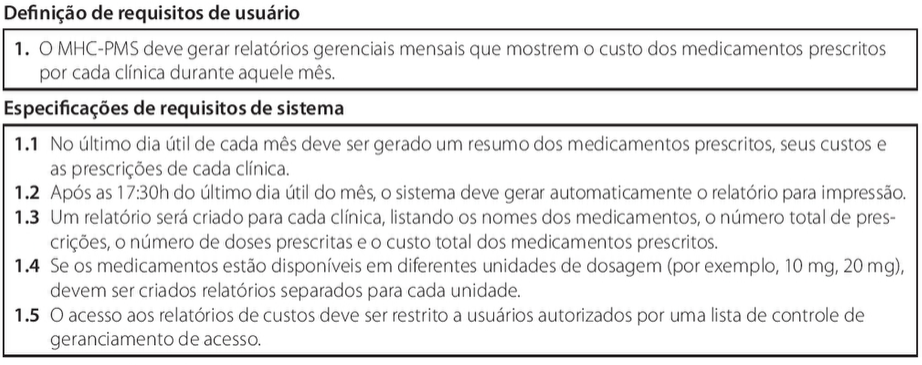 Definição de requisitos de usuário
1. O MHC-PMS deve gerar relatórios gerenciais mensais que mostrem o custo dos medicamentos prescritos
por cada clínica durante aquele mês.
Especificações de requisitos de sistema
1.1 No último dia útil de cada mês deve ser gerado um resumo dos medicamentos prescritos, seus custos e
as prescrições de cada clínica.
1.2 Após as 17:30h do último dia útil do mês, o sistema deve gerar automaticamente o relatório para impressão.
1.3 Um relatório será criado para cada clínica, listando os nomes dos medicamentos, o número total de pres-
crições, o número de doses prescritas e o custo total dos medicamentos prescritos.
1.4 Se os medicamentos estão disponíveis em diferentes unidades de dosagem (por exemplo, 10 mg, 20 mg),
devem ser criados relatórios separados para cada unidade.
1.5 O acesso aos relatórios de custos deve ser restrito a usuários autorizados por uma lista de controle de
geranciamento de acesso.